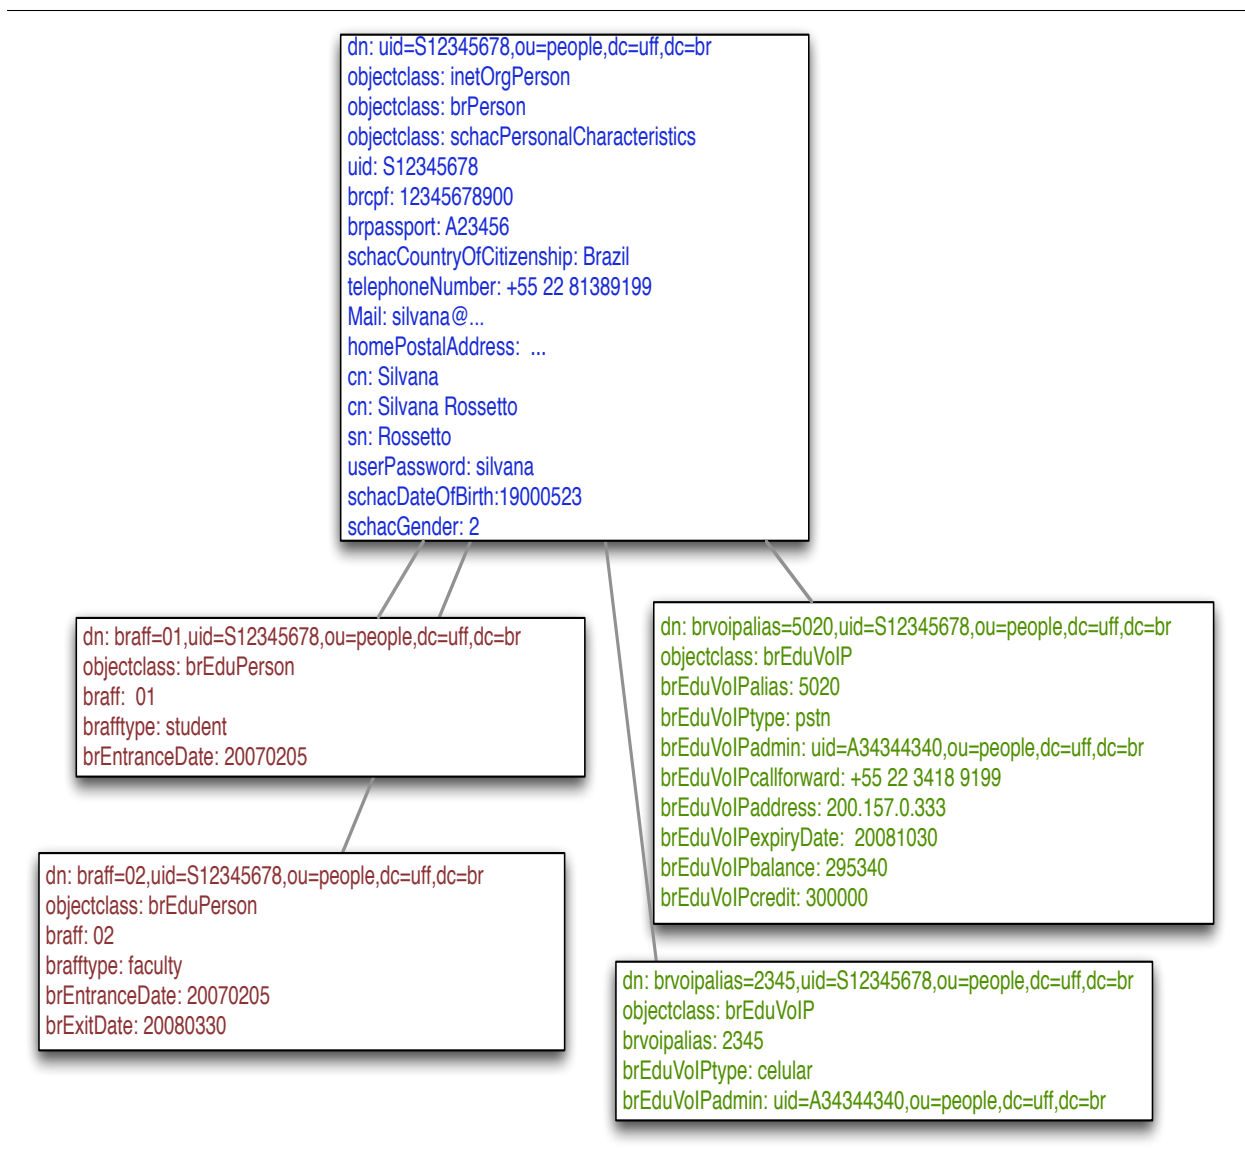 dn: uid=S12345678,ou=people,dc=uff,dc=br
objectclass: inetOrgPerson
objectclass: brPerson
objectclass: schacPersonalCharacteristics
uid: S12345678
brcpf: 12345678900
brpassport: A23456
schacCountryOfCitizenship: Brazil
telephoneNumber: +55 22 81389199
Mail: silvana@...
homePostalAddress:  ...
cn: Silvana
cn: Silvana Rossetto
sn: Rossetto
userPassword: silvana
schacDateOfBirth:19000523
schacGender: 2
dn: braff=01,uid=S12345678,ou=people,dc=uff,dc=br
objectclass: brEduPerson
braff:  01
brafftype: student
brEntranceDate: 20070205
dn: braff=02,uid=S12345678,ou=people,dc=uff,dc=br
objectclass: brEduPerson
braff: 02
brafftype: faculty
brEntranceDate: 20070205
brExitDate: 20080330
dn: brvoipalias=5020,uid=S12345678,ou=people,dc=uff,dc=br
objectclass: brEduVoIP
brEduVoIPalias: 5020
brEduVoIPtype: pstn
brEduVoIPadmin: uid=A34344340,ou=people,dc=uff,dc=br
brEduVoIPcallforward: +55 22 3418 9199
brEduVoIPaddress: 200.157.0.333
brEduVoIPexpiryDate:  20081030
brEduVoIPbalance: 295340
brEduVoIPcredit: 300000
dn: brvoipalias=2345,uid=S12345678,ou=people,dc=uff,dc=br
objectclass: brEduVoIP
brvoipalias: 2345
brEduVoIPtype: celular
brEduVoIPadmin: uid=A34344340,ou=people,dc=uff,dc=br